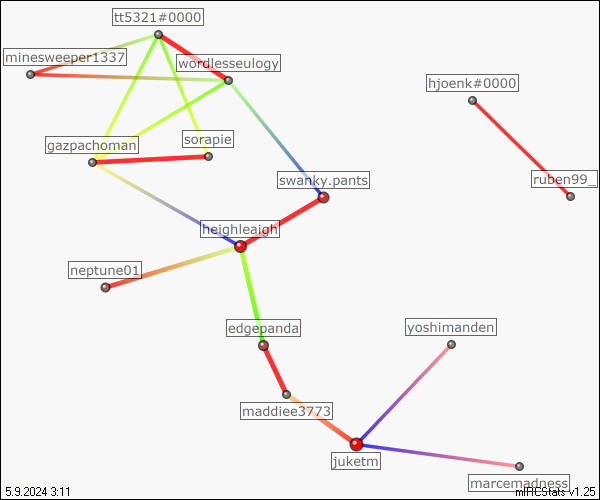 tt5321#0000
minesweeper1337
wordlesseulogy
hjoenk#0000
gazpachoman
sorapie
swanky.pants
ruben99_
heighleaigh
neptune01
edgepanda
yoshimanden
maddiee3773
juketm
marcemadness
5.9.2024 3:11
mIRCStats v1.25